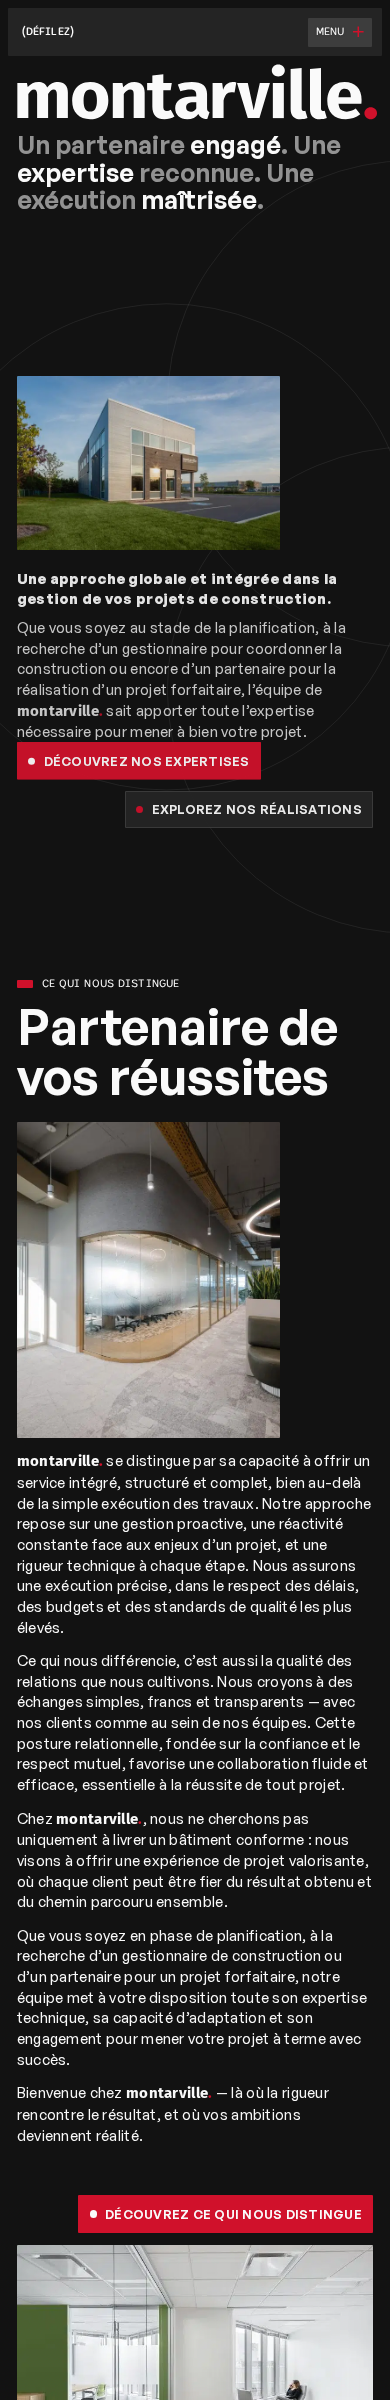 (DÉFILEZ)
MENU
montarville.
Un partenaire engagé. Une
expertise reconnue. Une
exécution maîtrisée.
Une approche globale et intégrée dans la
gestion de vos projets de construction.
Que vous soyez au stade de la planification, à la
recherche d’un gestionnaire pour coordonner la
construction ou encore d’un partenaire pour la
réalisation d’un projet forfaitaire, l’équipe de
montarville. sait apporter toute l’expertise
nécessaire pour mener à bien votre projet.
DÉCOUVREZ NOS EXPERTISES
EXPLOREZ NOS RÉALISATIONS
CE QUI NOUS DISTINGUE
Partenaire de
vos réussites
montarville. se distingue par sa capacité à offrir un
service intégré, structuré et complet, bien au-delà
de la simple exécution des travaux. Notre approche
repose sur une gestion proactive, une réactivité
constante face aux enjeux d’un projet, et une
rigueur technique à chaque étape. Nous assurons
une exécution précise, dans le respect des délais,
des budgets et des standards de qualité les plus
élevés.
Ce qui nous différencie, c’est aussi la qualité des
relations que nous cultivons. Nous croyons à des
échanges simples, francs et transparents — avec
nos clients comme au sein de nos équipes. Cette
posture relationnelle, fondée sur la confiance et le
respect mutuel, favorise une collaboration fluide et
efficace, essentielle à la réussite de tout projet.
Chez montarville., nous ne cherchons pas
uniquement à livrer un bâtiment conforme : nous
visons à offrir une expérience de projet valorisante,
où chaque client peut être fier du résultat obtenu et
du chemin parcouru ensemble.
Que vous soyez en phase de planification, à la
recherche d’un gestionnaire de construction ou
d’un partenaire pour un projet forfaitaire, notre
équipe met à votre disposition toute son expertise
technique, sa capacité d’adaptation et son
engagement pour mener votre projet à terme avec
succès.
Bienvenue chez montarville. — là où la rigueur
rencontre le résultat, et où vos ambitions
deviennent réalité.
DÉCOUVREZ CE QUI NOUS DISTINGUE